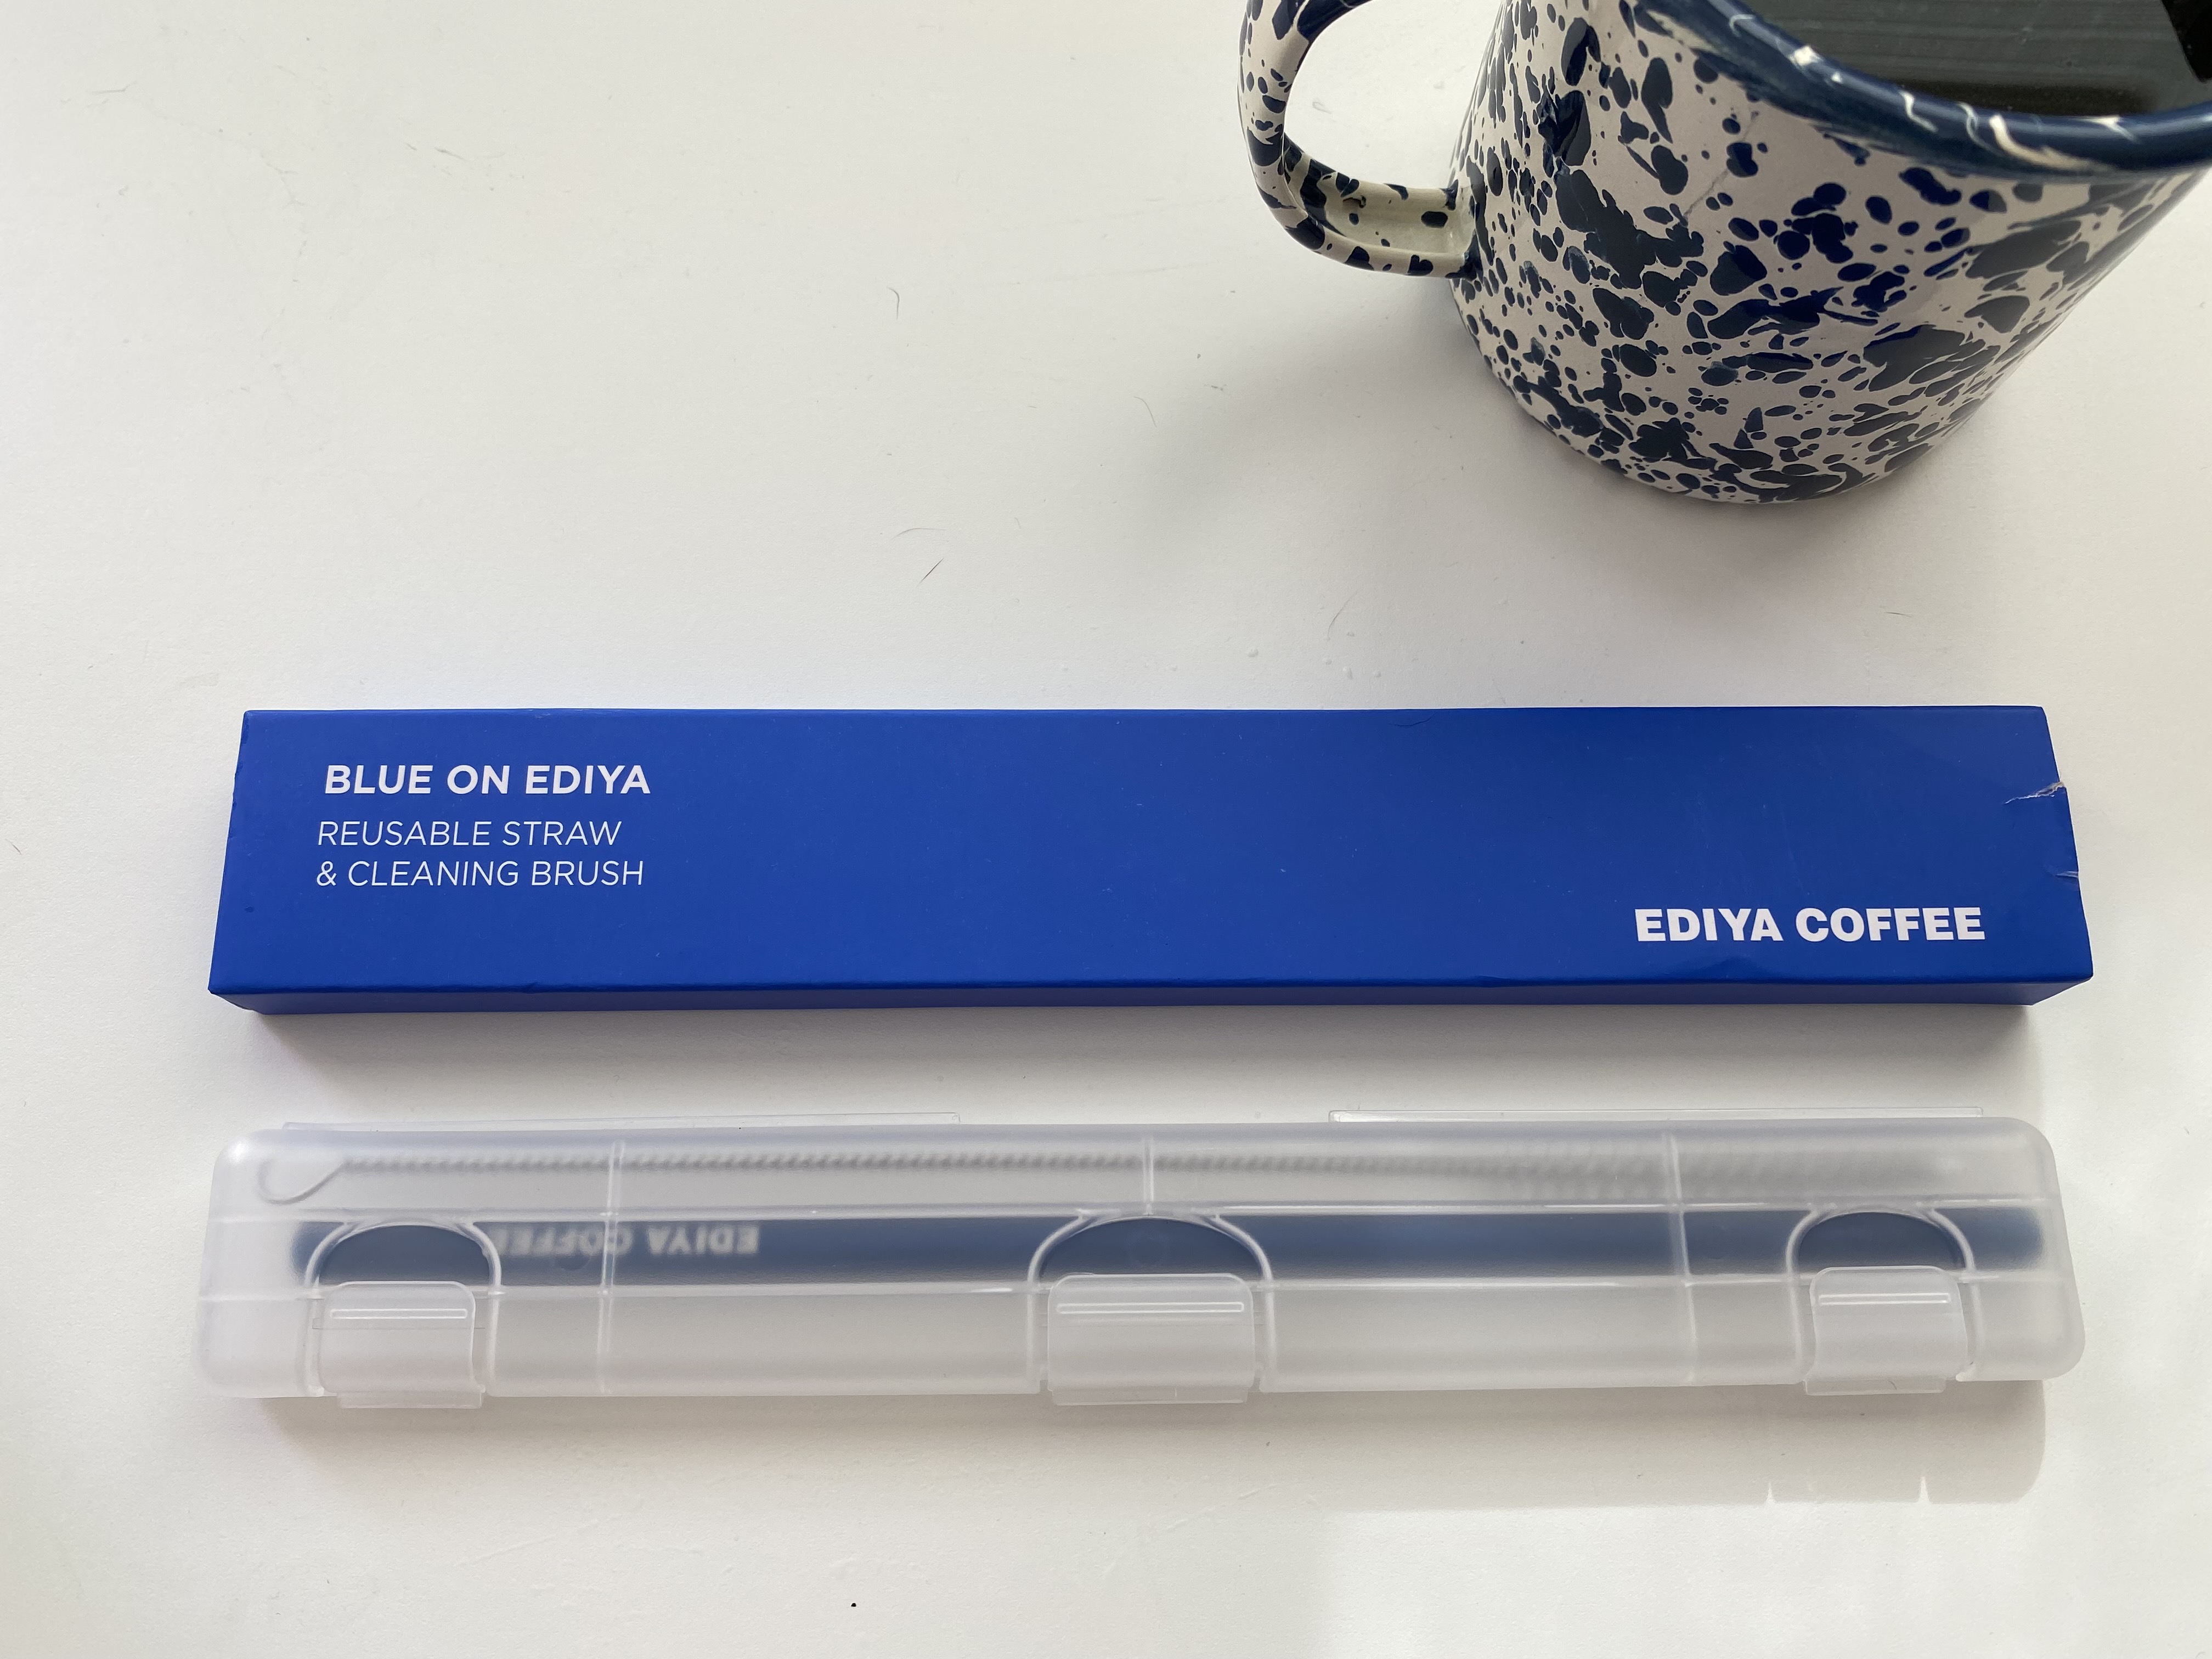 BLUE ON EDIYA
REUSABLE STRAW
& CLEANING BRUSH
EDIYA COFFEE
EDIYA COFFEE